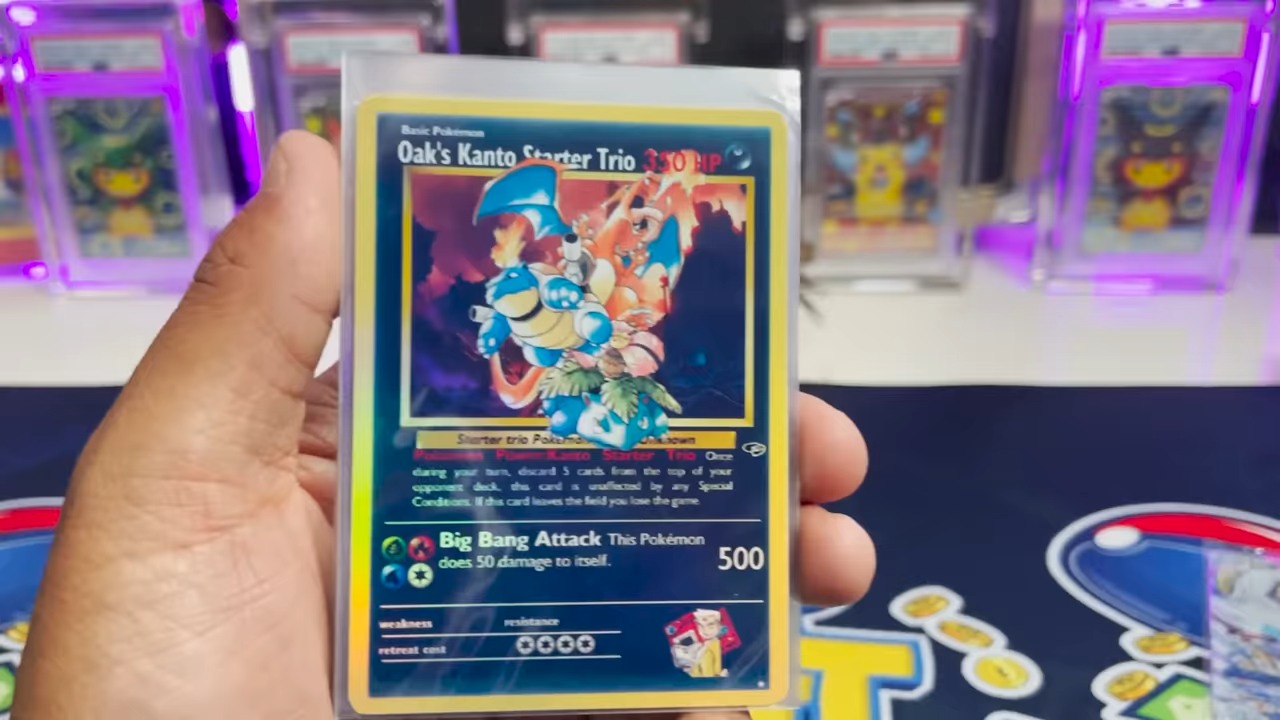 Basic Pokémon
Oak's Kanto Starter Trio 330 HP
Starter trio Pokémon
Pokemon Power: Kanto Starter Trio Once
during your turn, discard 5 cards from the top of your
opponent deck, this card is unaffected by any Special
Conditions. If this card leaves the field you lose the game.
Big Bang Attack This Pokémon
does 50 damage to itself.
500
weakness resistance
retreat cost